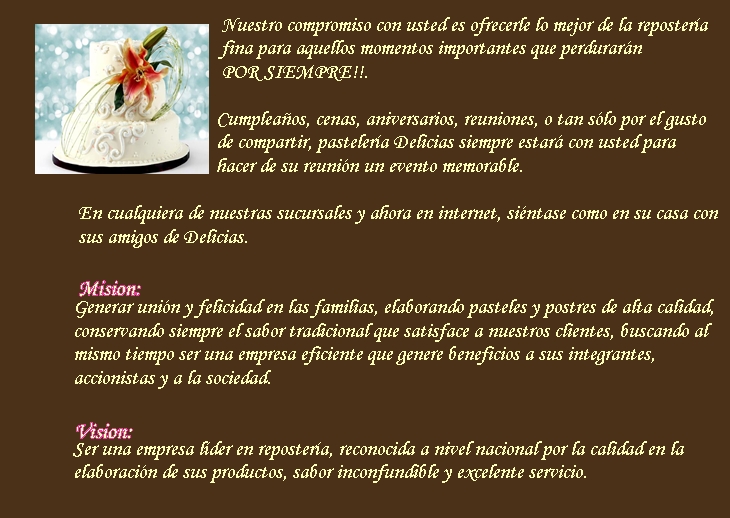 Nuestro compromiso con usted es ofrecerle lo mejor de la repostería
fina para aquellos momentos importantes que perdurarán
POR SIEMPRE!!.
Cumpleaños, cenas, aniversarios, reuniones, o tan sólo por el gusto
de compartir, pastelería Delicias siempre estará con usted para
hacer de su reunión un evento memorable.
En cualquiera de nuestras sucursales y ahora en internet, siéntase como en su casa con
sus amigos de Delicias.
Mision:
Generar unión y felicidad en las familias, elaborando pasteles y postres de alta calidad,
conservando siempre el sabor tradicional que satisface a nuestros clientes, buscando al
mismo tiempo ser una empresa eficiente que genere beneficios a sus integrantes,
accionistas y a la sociedad.
Vision:
Ser una empresa líder en repostería, reconocida a nivel nacional por la calidad en la
elaboración de sus productos, sabor inconfundible y excelente servicio.